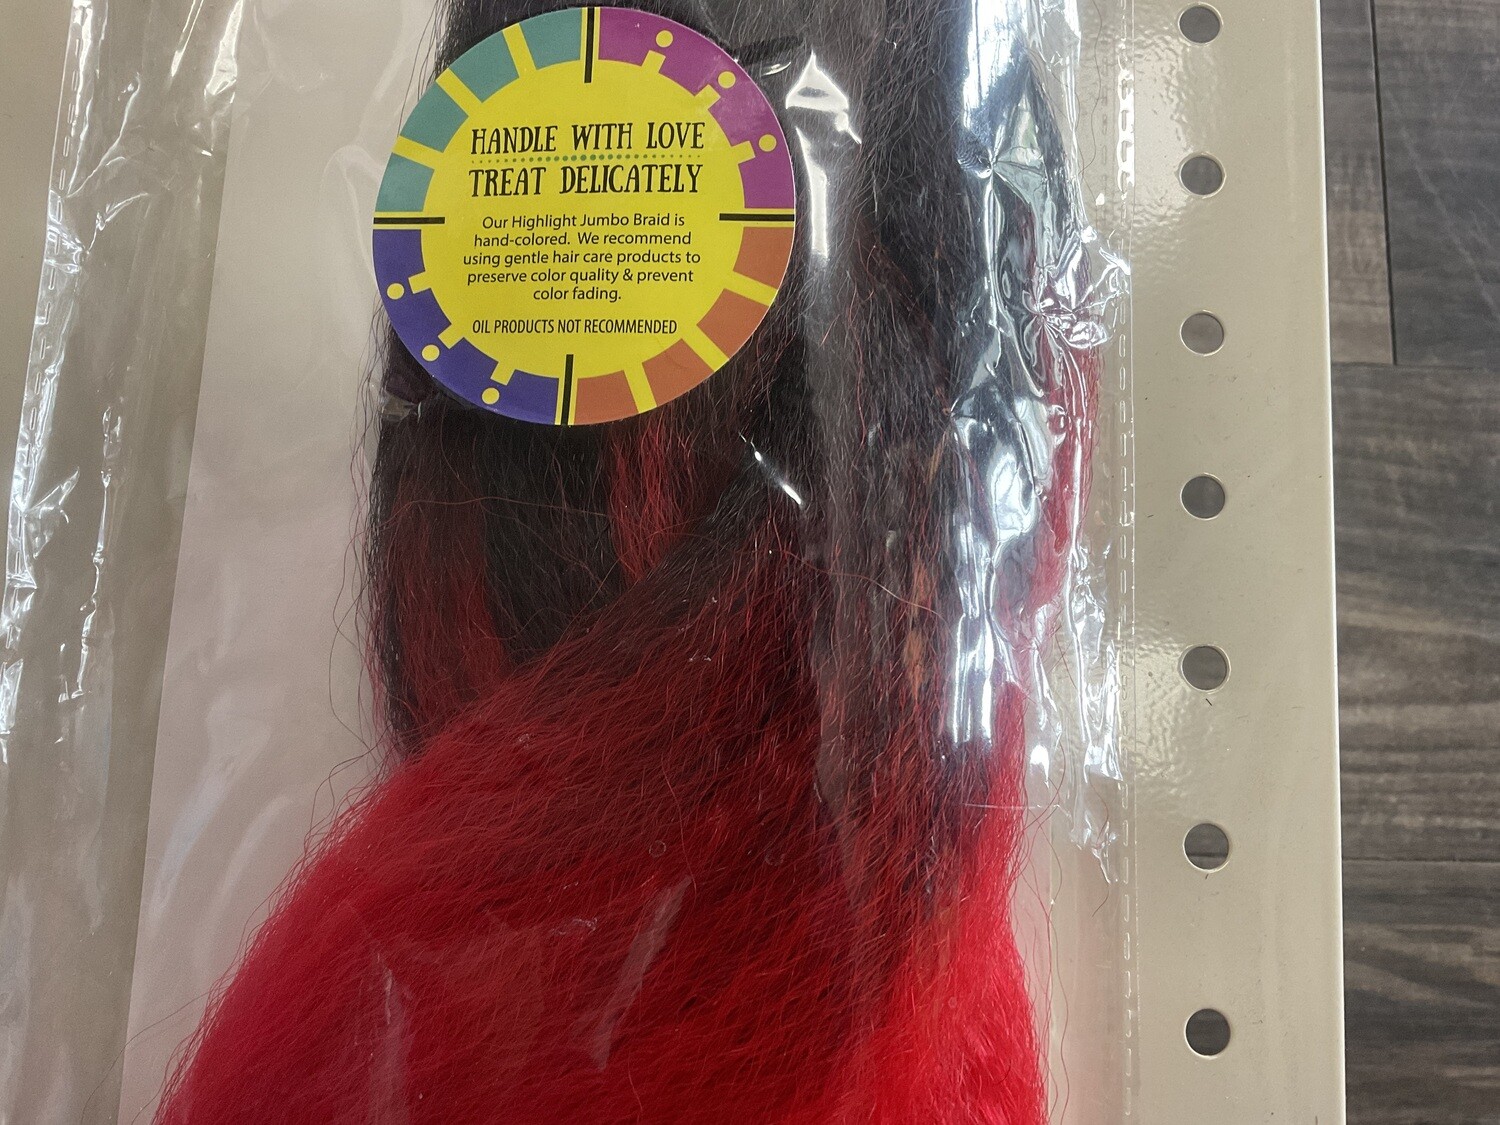 HANDLE WITH LOVE
TREAT DELICATELY
Our Highlight Jumbo Braid is
hand-colored. We recommend
using gentle hair care products to
preserve color quality & prevent
color fading.
OIL PRODUCTS NOT RECOMMENDED